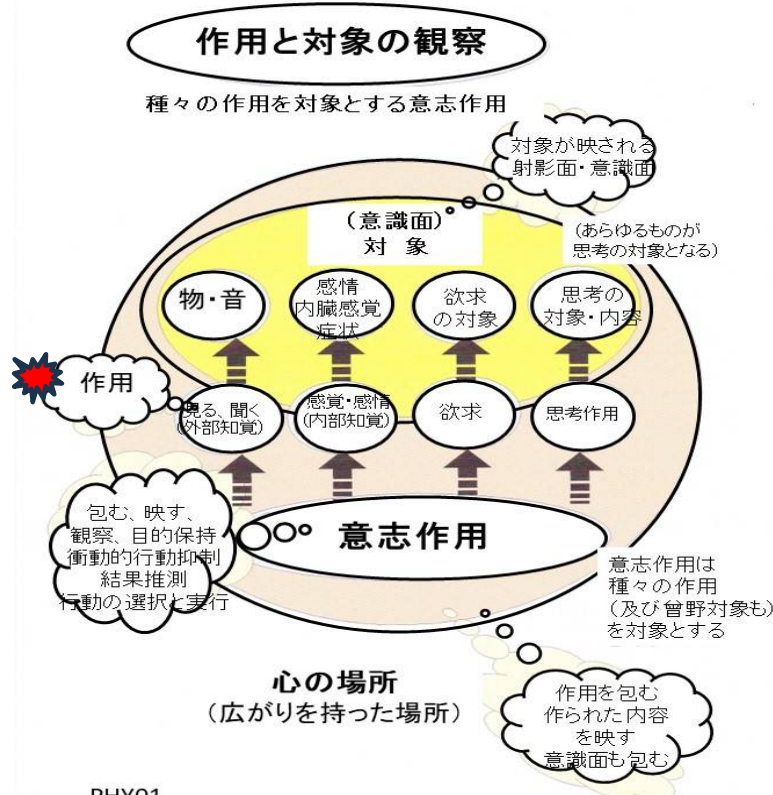 作用と対象の観察
種々の作用を対象とする意志作用
対象が映される
射影面・意識面
(意識面)
対 象
(あらゆるものが
思考の対象となる)
物・音
感情
内臓感覚
症状
欲求
の対象
思考の
対象・内容
作用
見る、聞く
(外部知覚)
感覚・感情
(内部知覚)
欲求
思考作用
包む、映す、
観察、目的保持
衝動的行動抑制
結果推測
行動の選択と実行
意志作用
意志作用は
種々の作用
(及び曽野対象も)
を対象とする
心の場所
(広がりを持った場所)
作用を包む
作られた内容
を映す
意識面も包む